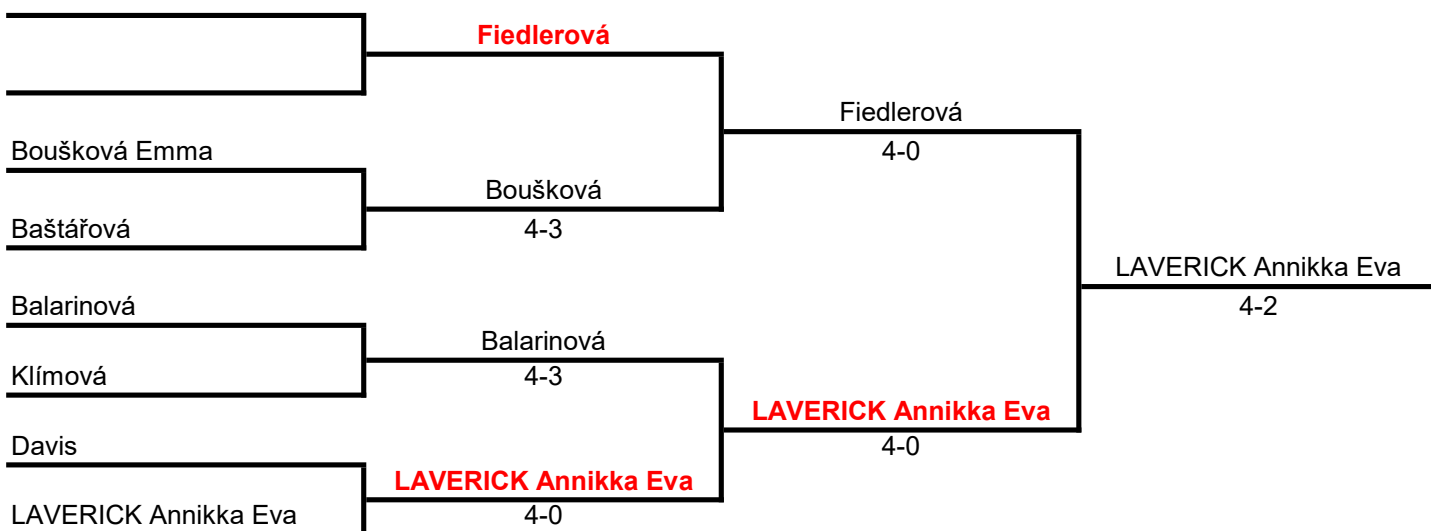 Fiedlerová
Fiedlerová
4-0
Boušková Emma
Boušková
Baštářová
4-3
LAVERICK Annikka Eva
4-2
Balarinová
Balarinová
Klímová
4-3
LAVERICK Annikka Eva
4-0
Davis
LAVERICK Annikka Eva
LAVERICK Annikka Eva
4-0